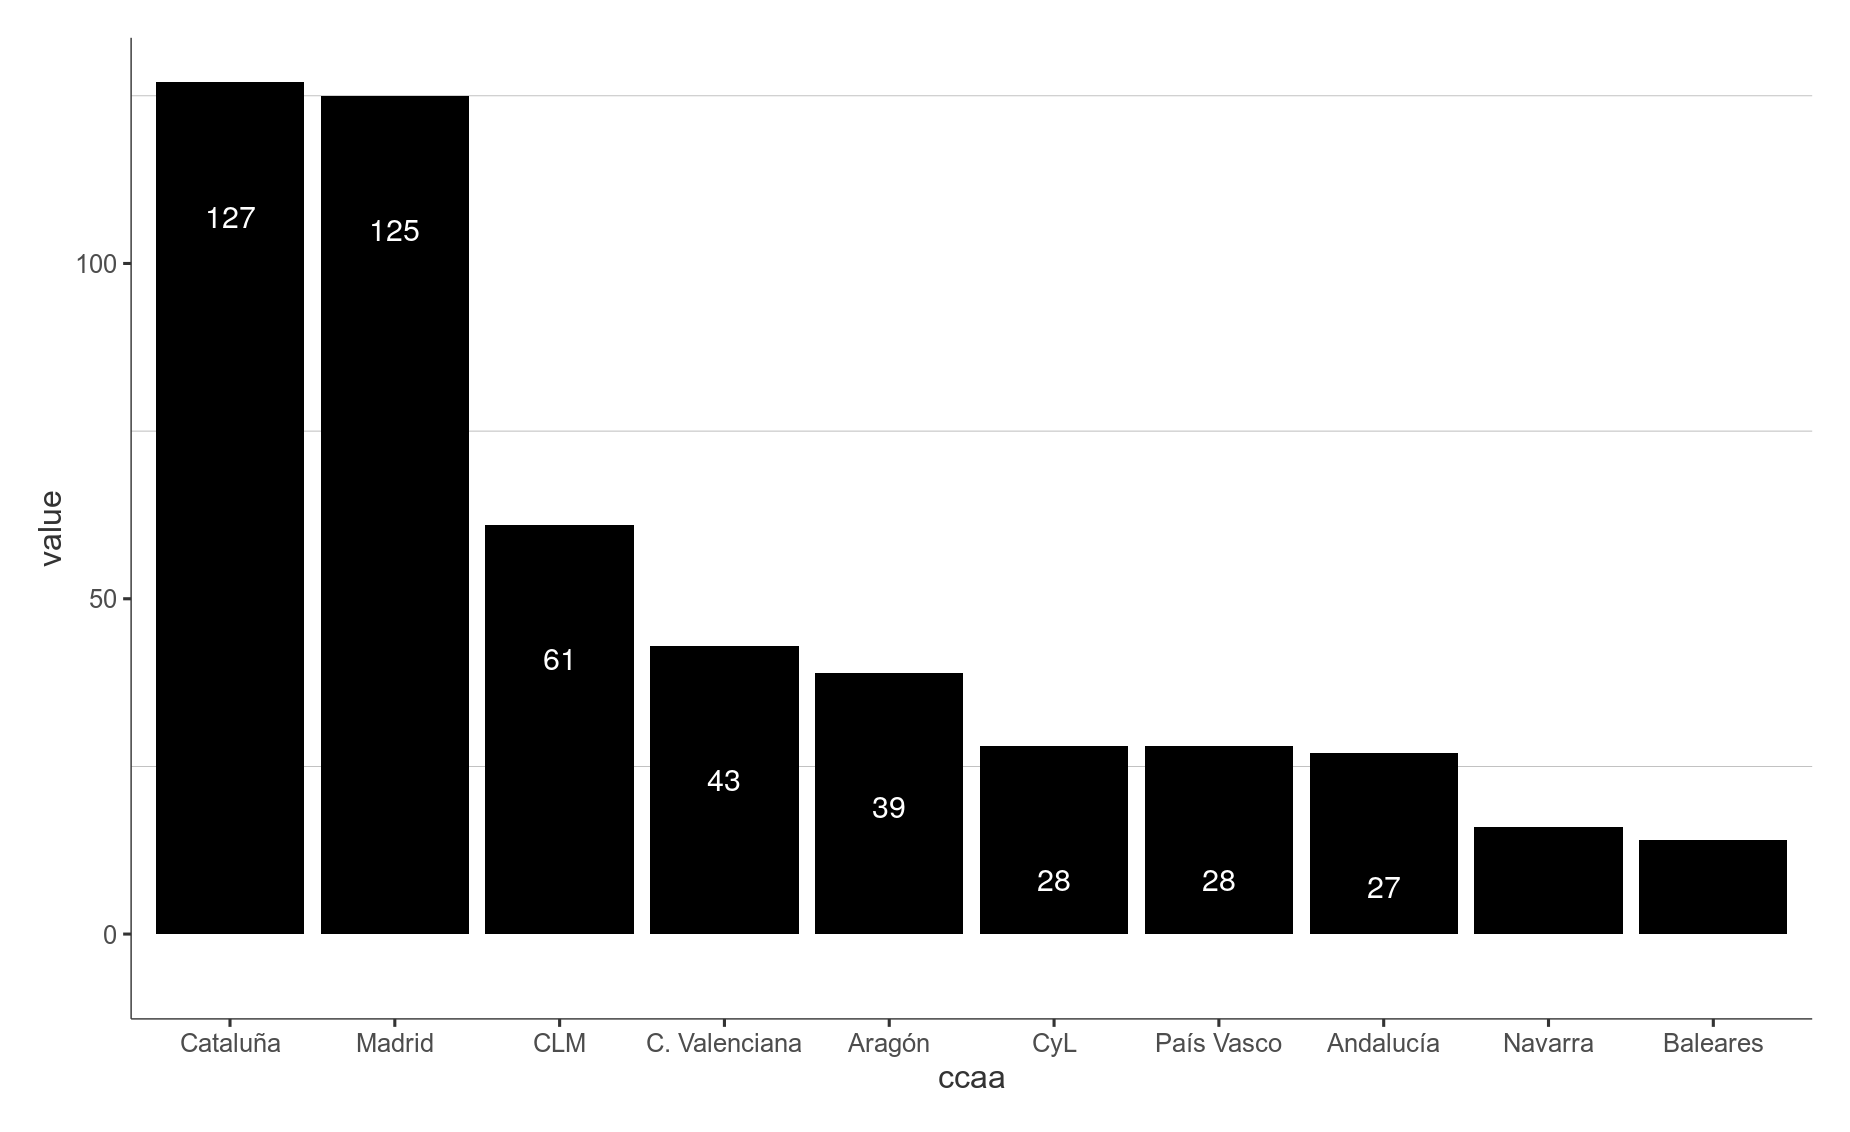 127
125
100
61
50
43
39
28
28
27
0
value
Cataluña
Madrid
CLM
C. Valenciana
Aragón
CyL
País Vasco
Andalucía
Navarra
Baleares
ccaa